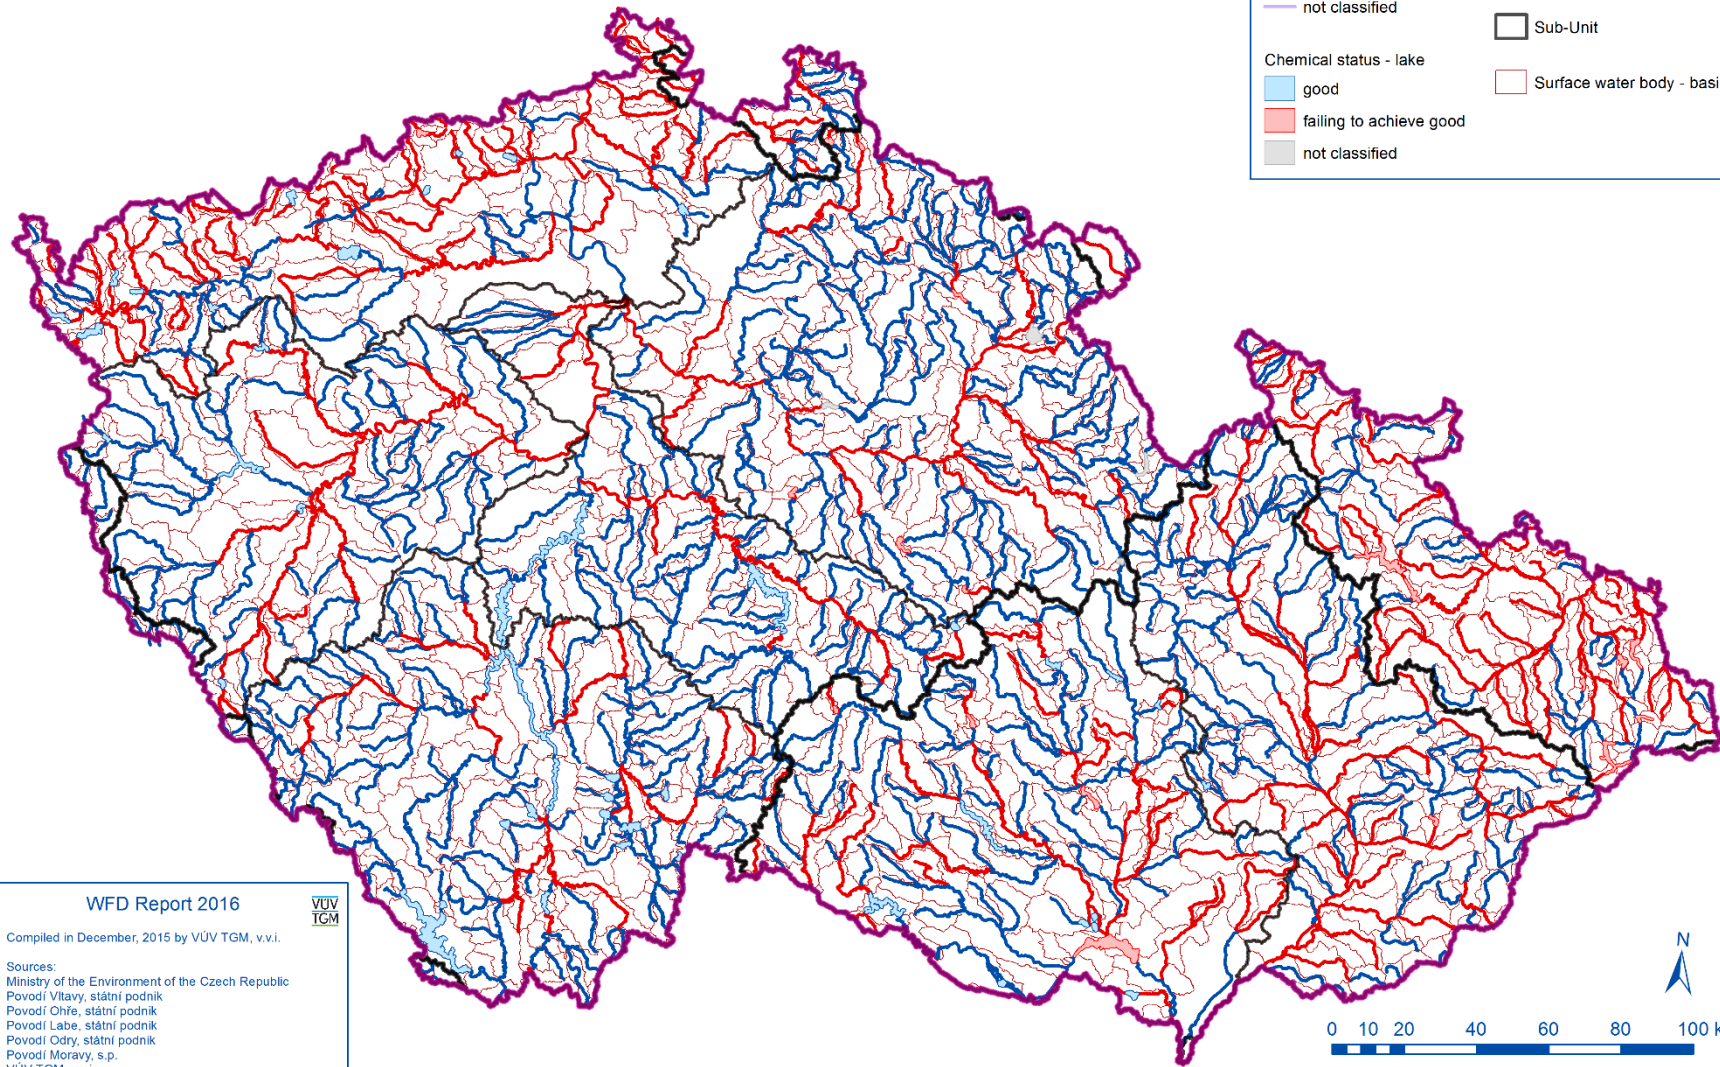 not classified
Sub-Unit
Chemical status - lake
good
Surface water body - basi
failing to achieve good
not classified
WFD Report 2016
VÚV
TGM
Compiled in December, 2015 by VÚV TGM, v.v.i.
Sources:
Ministry of the Environment of the Czech Republic
Povodí Vltavy, státní podnik
Povodí Ohře, státní podnik
Povodí Labe, státní podnik
Povodí Odry, státní podnik
Povodí Moravy, s.p.
N
0 10 20 40 60 80 100 k